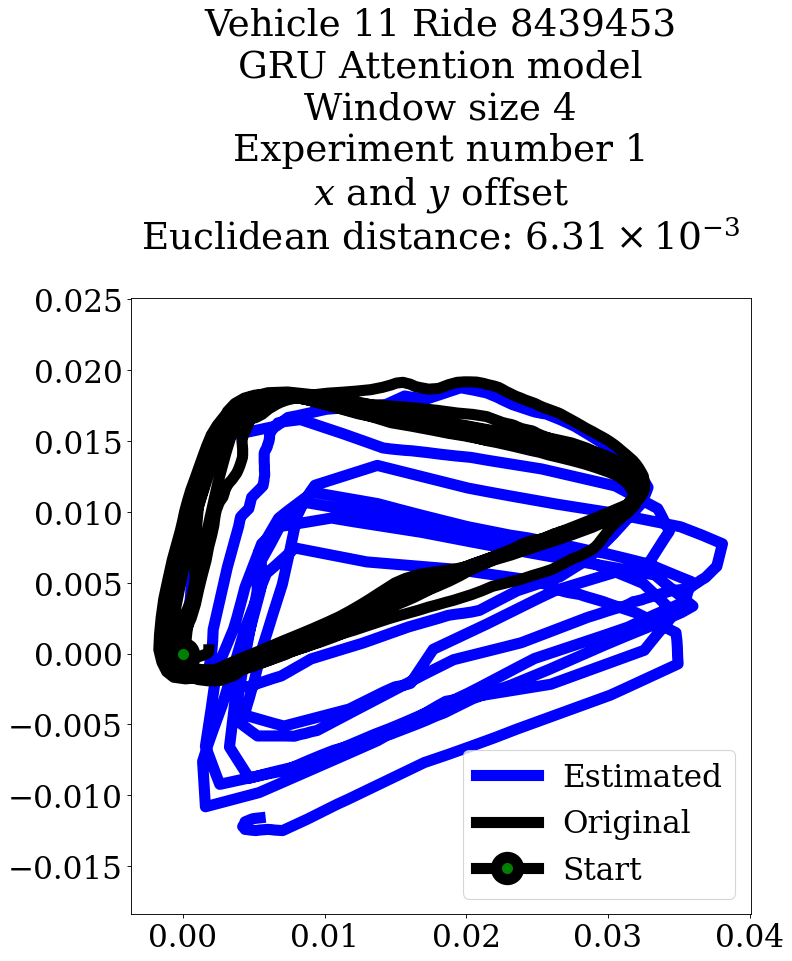 Vehicle 11 Ride 8439453
GRU Attention model
Window size 4
Experiment number 1
x and y offset
Euclidean distance: 6.31 × 10⁻³
0.025
0.020
0.015
0.010
0.005
0.000
−0.005
−0.010
−0.015
Estimated
Original
Start
0.00 0.01 0.02 0.03 0.04